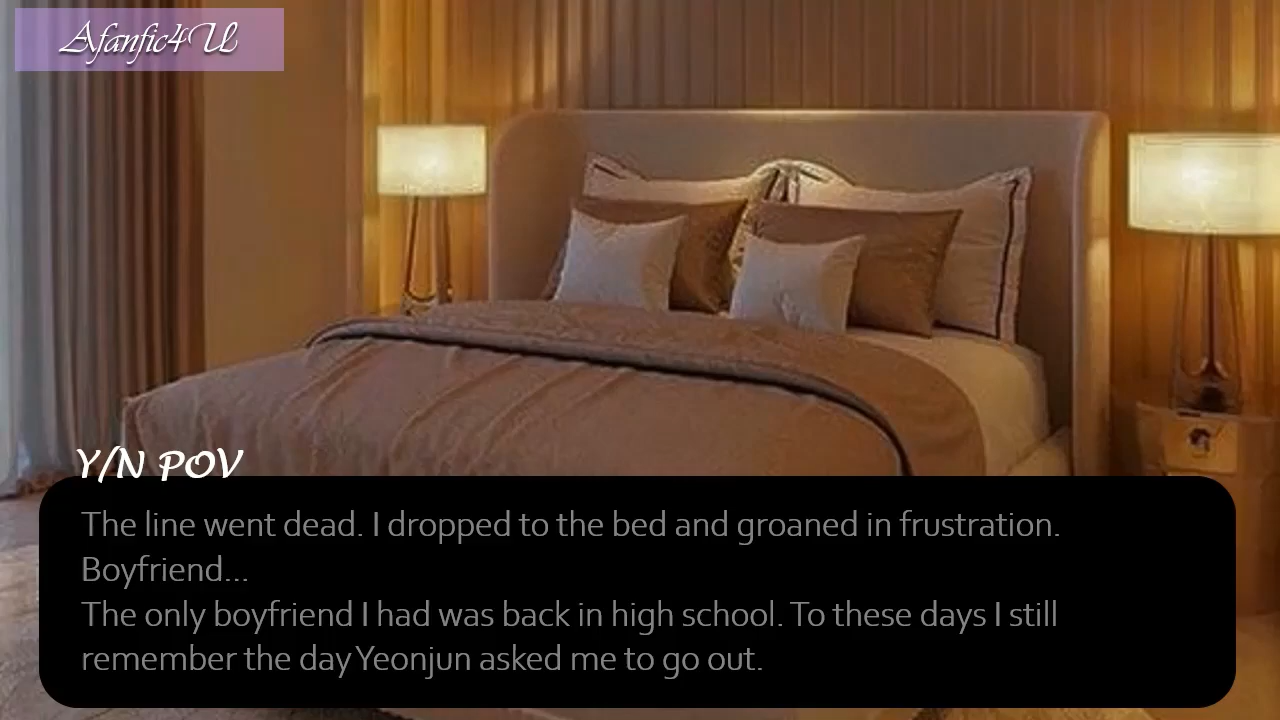 Afanfic4U
Y/N POV
The line went dead. I dropped to the bed and groaned in frustration.
Boyfriend...
The only boyfriend I had was back in high school. To these days I still
remember the day Yeonjun asked me to go out.